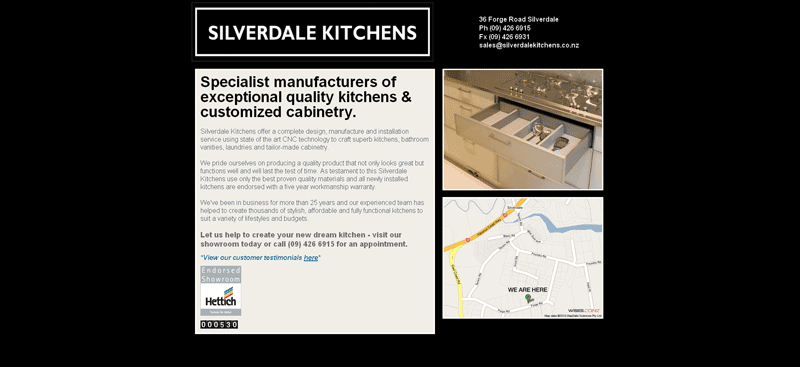 SILVERDALE KITCHENS
36 Forge Road Silverdale
Ph (09) 426 6915
Fx (09) 426 6931
sales@silverdalekitchens.co.nz
Specialist manufacturers of
exceptional quality kitchens &
customized cabinetry.
Silverdale Kitchens offer a complete design, manufacture and installation
service using state of the art CNC technology to craft superb kitchens, bathroom
vanities, laundries and tailor-made cabinetry.
We pride ourselves on producing a quality product that not only looks great but
functions well and will last the test of time. As testament to this Silverdale
Kitchens use only the best proven quality materials and all newly installed
kitchens are endorsed with a five year workmanship warranty.
We've been in business for more than 25 years and our experienced team has
helped to create thousands of stylish, affordable and fully functional kitchens to
suit a variety of lifestyles and budgets.
Let us help to create your new dream kitchen - visit our
showroom today or call (09) 426 6915 for an appointment.
*View our customer testimonials here*
Endorsed
Showroom
Hettich
000530
Silverdale
WE ARE HERE
Forge Rd